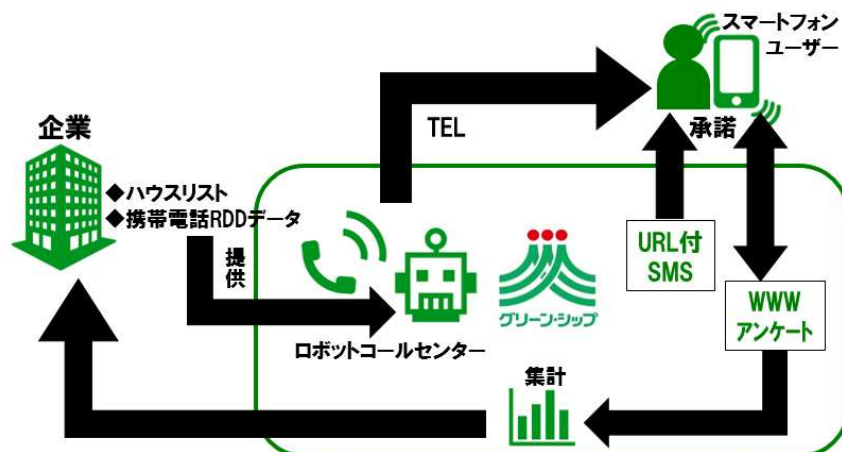 スマートフォン
ユーザー
承諾
TEL
企業
◆ハウスリスト
◆携帯電話RDDデータ
提供
ロボットコールセンター
グリーン・シップ
URL付
SMS
WWW
アンケート
集計